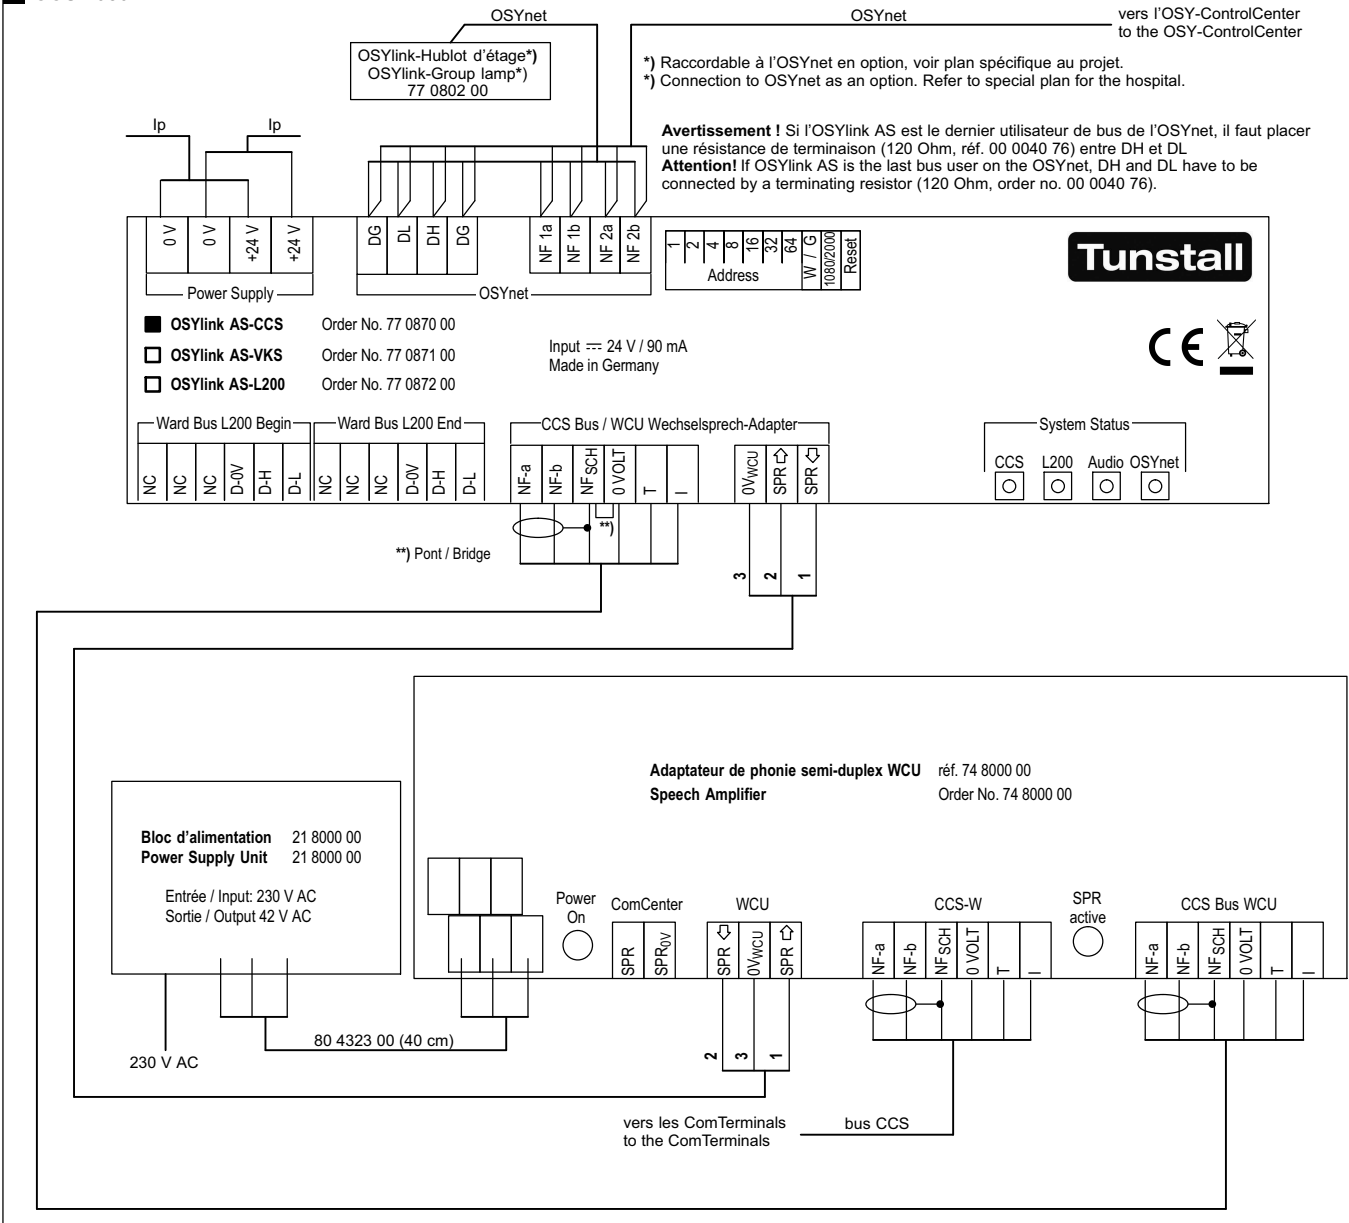 OSYnet
OSYnet
vers l'OSY-ControlCenter
to the OSY-ControlCenter
OSYlink-Hublot d'étage*)
OSYlink-Group lamp*)
77 0802 00
*) Raccordable à l'OSYnet en option, voir plan spécifique au projet.
*) Connection to OSYnet as an option. Refer to special plan for the hospital.
Ip
Ip
Avertissement ! Si l'OSYlink AS est le dernier utilisateur de bus de l'OSYnet, il faut placer
une résistance de terminaison (120 Ohm, réf. 00 0040 76) entre DH et DL
Attention! If OSYlink AS is the last bus user on the OSYnet, DH and DL have to be
connected by a terminating resistor (120 Ohm, order no. 00 0040 76).
0 V
0 V
+24 V
+24 V
DG
DL
DH
DG
NF 1a
NF 1b
NF 2a
NF 2b
1
2
4
8
16
32
64
W / G
1080/2000
Reset
Address
Tunstall
Power Supply
OSYnet
OSYlink AS-CCS Order No. 77 0870 00
OSYlink AS-VKS Order No. 77 0871 00
OSYlink AS-L200 Order No. 77 0872 00
Input ⎓ 24 V / 90 mA
Made in Germany
CE
Ward Bus L200 Begin
Ward Bus L200 End
CCS Bus / WCU Wechselsprech-Adapter
System Status
NC
NC
NC
D-0V
D-H
D-L
NC
NC
NC
D-0V
D-H
D-L
NF-a
NF-b
NFSCH
0 VOLT
T
I
0VWCU
SPR ⇧
SPR ⇩
CCS L200 Audio OSYnet
**)
**) Pont / Bridge
3
2
1
Adaptateur de phonie semi-duplex WCU réf. 74 8000 00
Speech Amplifier Order No. 74 8000 00
Bloc d'alimentation 21 8000 00
Power Supply Unit 21 8000 00
Entrée / Input: 230 V AC
Sortie / Output 42 V AC
Power
On
ComCenter
WCU
CCS-W
SPR
active
CCS Bus WCU
SPR
SPR0V
SPR ⇩
0VWCU
SPR ⇧
NF-a
NF-b
NFSCH
0 VOLT
T
I
NF-a
NF-b
NFSCH
0 VOLT
T
I
80 4323 00 (40 cm)
230 V AC
2
3
1
vers les ComTerminals
to the ComTerminals
bus CCS